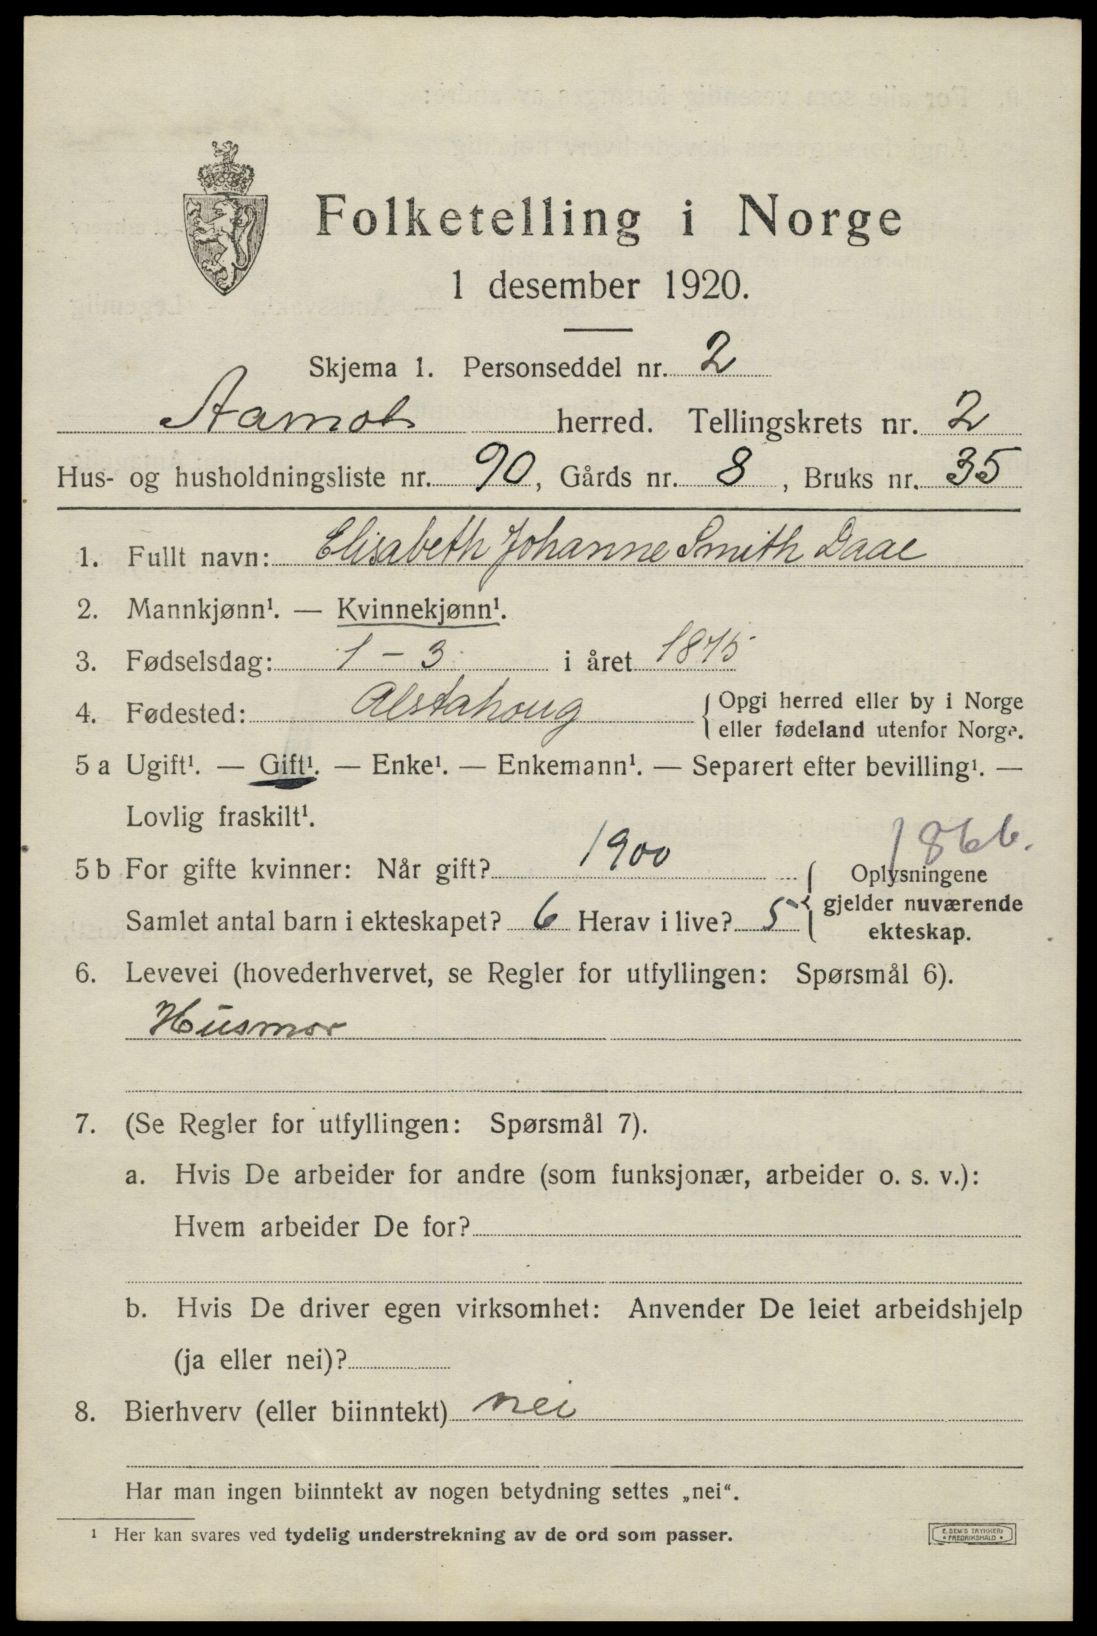 Folketelling i Norge
1 desember 1920.
Skjema 1. Personseddel nr. 2
Aamot herred. Tellingskrets nr. 2
Hus- og husholdningsliste nr. 90, Gårds nr. 8, Bruks nr. 35
1. Fullt navn: Elisabeth Johanne Smith Daae
2. Mannkjønn¹. — Kvinnekjønn¹.
3. Fødselsdag: 1 - 3 i året 1875
4. Fødested: Alstahoug { Opgi herred eller by i Norge
eller fødeland utenfor Norge.
5 a Ugift¹. — Gift¹. — Enke¹. — Enkemann¹. — Separert efter bevilling¹. —
Lovlig fraskilt¹.
1866.
5 b For gifte kvinner: Når gift? 1900 { Oplysningene
Samlet antal barn i ekteskapet? 6 Herav i live? 5 gjelder nuværende
ekteskap.
6. Levevei (hovederhvervet, se Regler for utfyllingen: Spørsmål 6).
Husmor
7. (Se Regler for utfyllingen: Spørsmål 7).
a. Hvis De arbeider for andre (som funksjonær, arbeider o. s. v.):
Hvem arbeider De for?
b. Hvis De driver egen virksomhet: Anvender De leiet arbeidshjelp
(ja eller nei)?
8. Bierhverv (eller biinntekt) nei
Har man ingen biinntekt av nogen betydning settes „nei“.
¹ Her kan svares ved tydelig understrekning av de ord som passer.
E. SEM'S TRYKKERI
FREDRIKSHALD